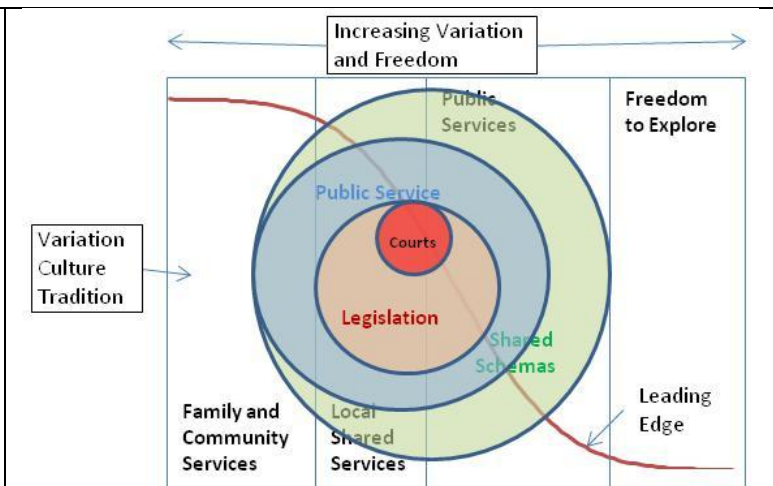 Increasing Variation
and Freedom
Public
Services
Freedom
to Explore
Public Service
Variation
Culture
Tradition
Courts
Legislation
Shared
Schemas
Leading
Edge
Family and
Community
Services
Local
Shared
Services